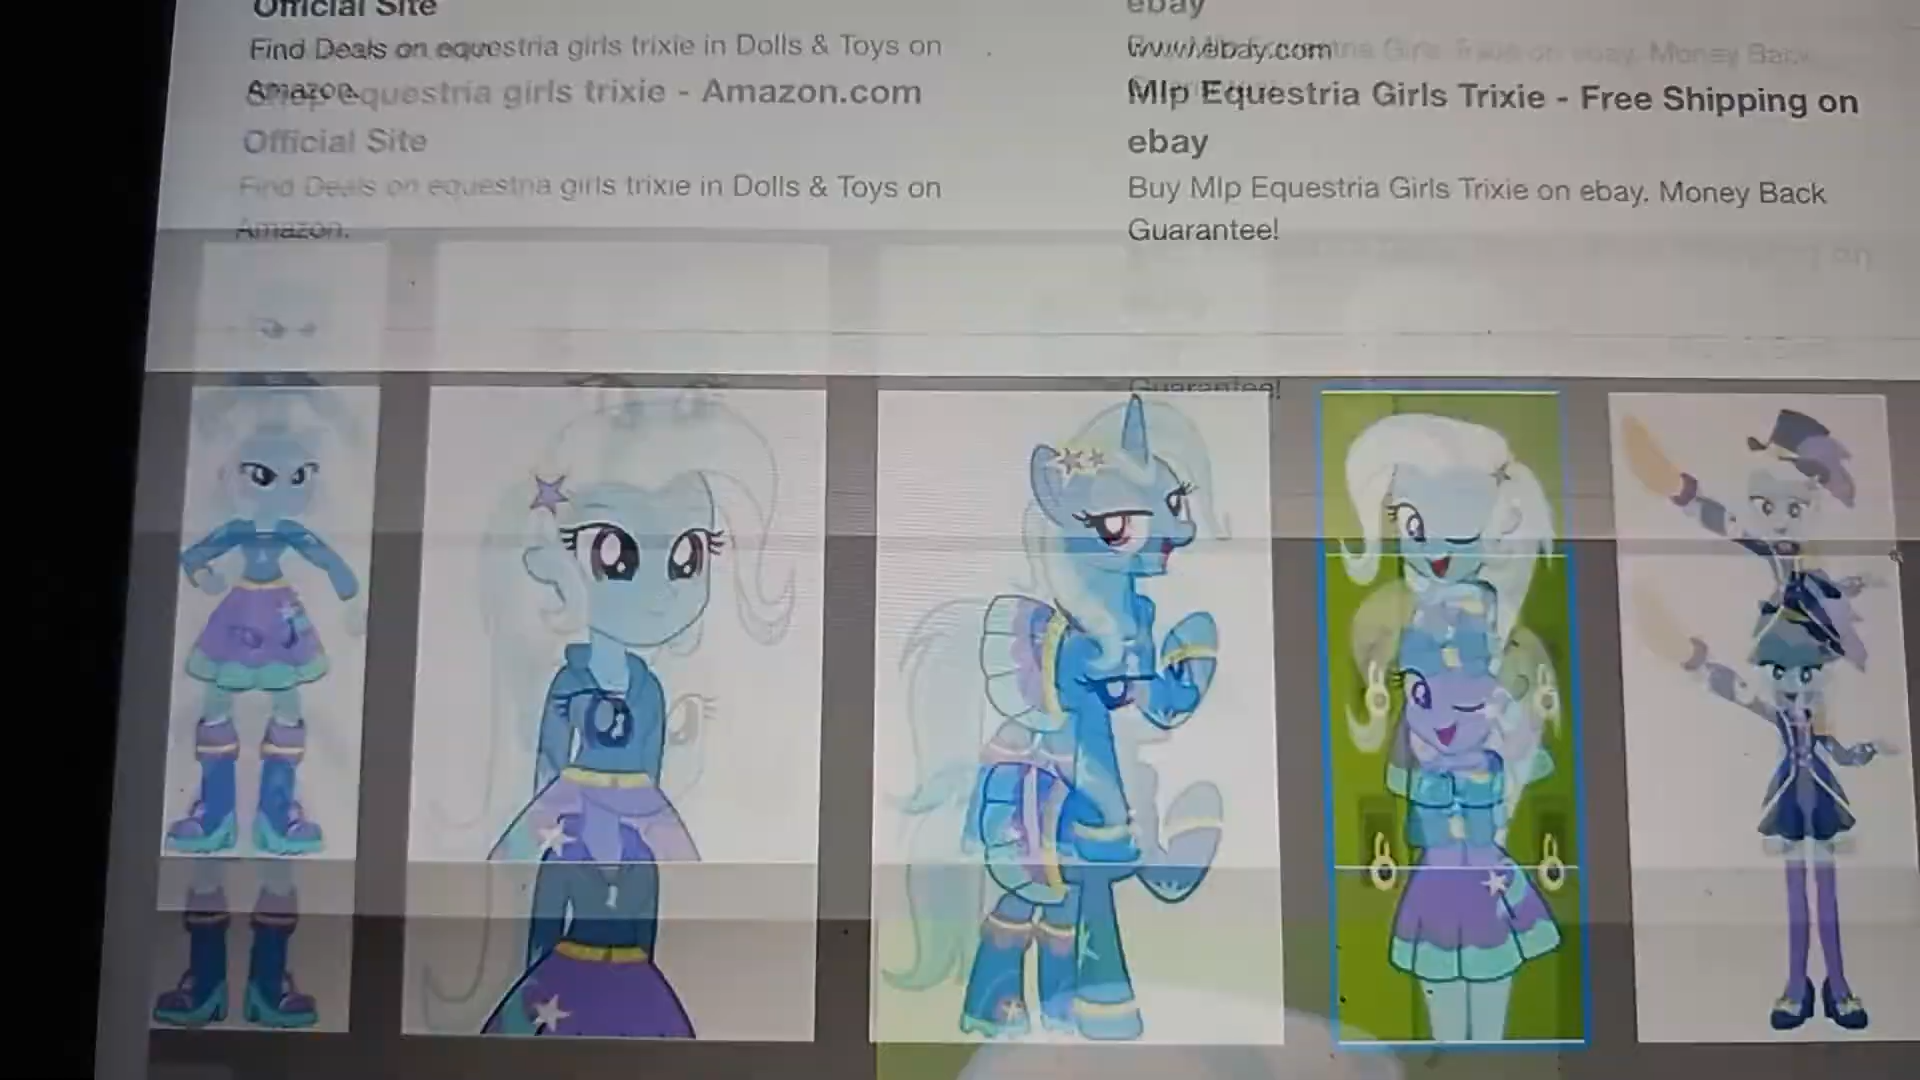 Official Site
Find Deals on equestria girls trixie in Dolls & Toys on
Amazon.
equestria girls trixie - Amazon.com
Official Site
Find Deals on equestria girls trixie in Dolls & Toys on
Amazon.
ebay
www.ebay.com
Mlp Equestria Girls Trixie - Free Shipping on
ebay
Buy Mlp Equestria Girls Trixie on ebay. Money Back
Guarantee!
Guarantee!